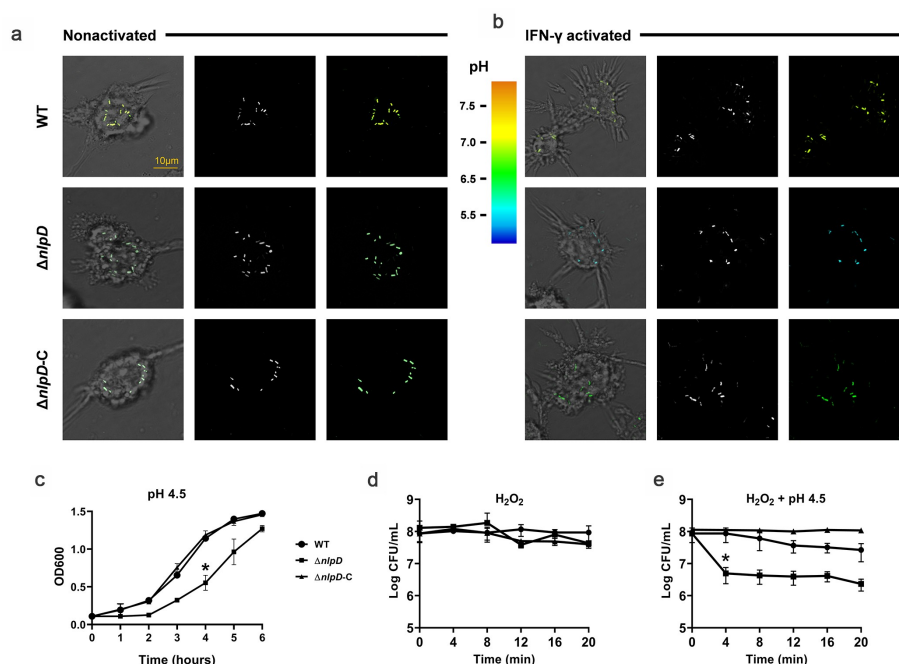 a
Nonactivated
b
IFN-γ activated
pH
7.5
7.0
6.5
5.5
WT
10μm
ΔnlpD
ΔnlpD-C
c
pH 4.5
OD600
1.5
1.0
0.5
0.0
0 1 2 3 4 5 6
Time (hours)
*
WT
ΔnlpD
ΔnlpD-C
d
H₂O₂
Log CFU/mL
9
8
7
6
5
0 4 8 12 16 20
Time (min)
e
H₂O₂ + pH 4.5
Log CFU/mL
9
8
7
6
5
*
0 4 8 12 16 20
Time (min)